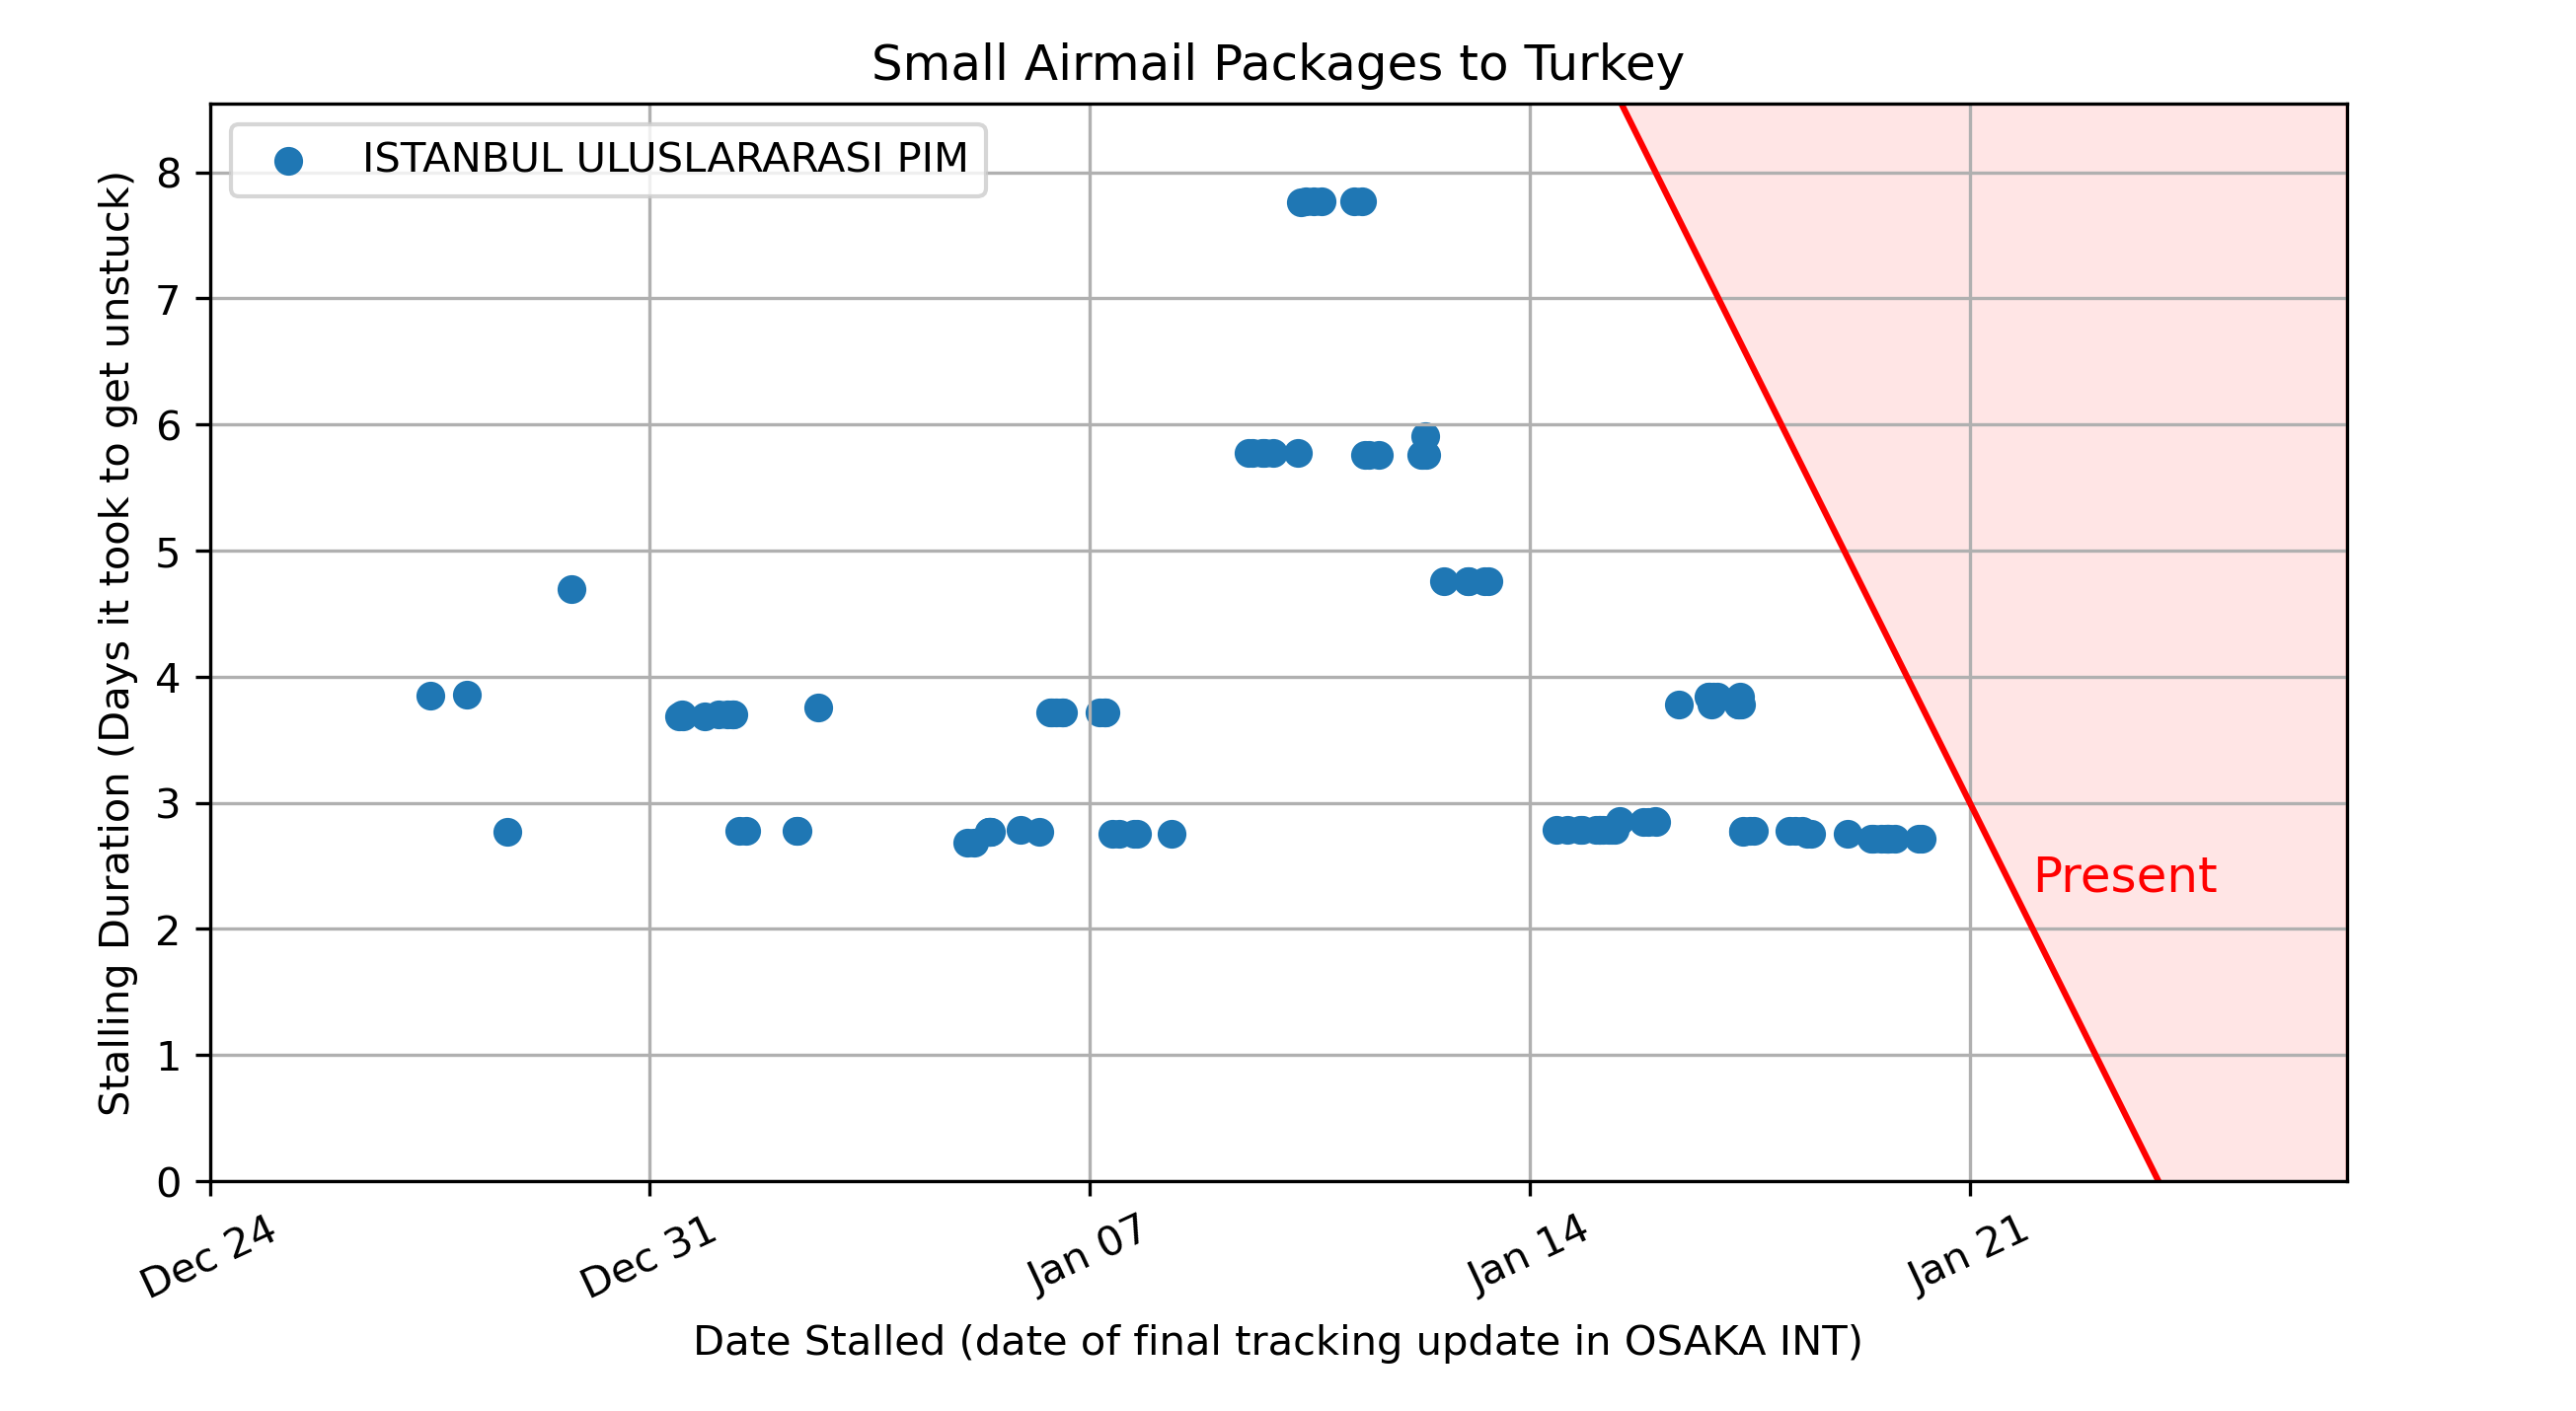 Small Airmail Packages to Turkey
ISTANBUL ULUSLARARASI PIM
Stalling Duration (Days it took to get unstuck)
8
7
6
5
4
3
2
1
0
Present
Dec 24
Dec 31
Jan 07
Jan 14
Jan 21
Date Stalled (date of final tracking update in OSAKA INT)